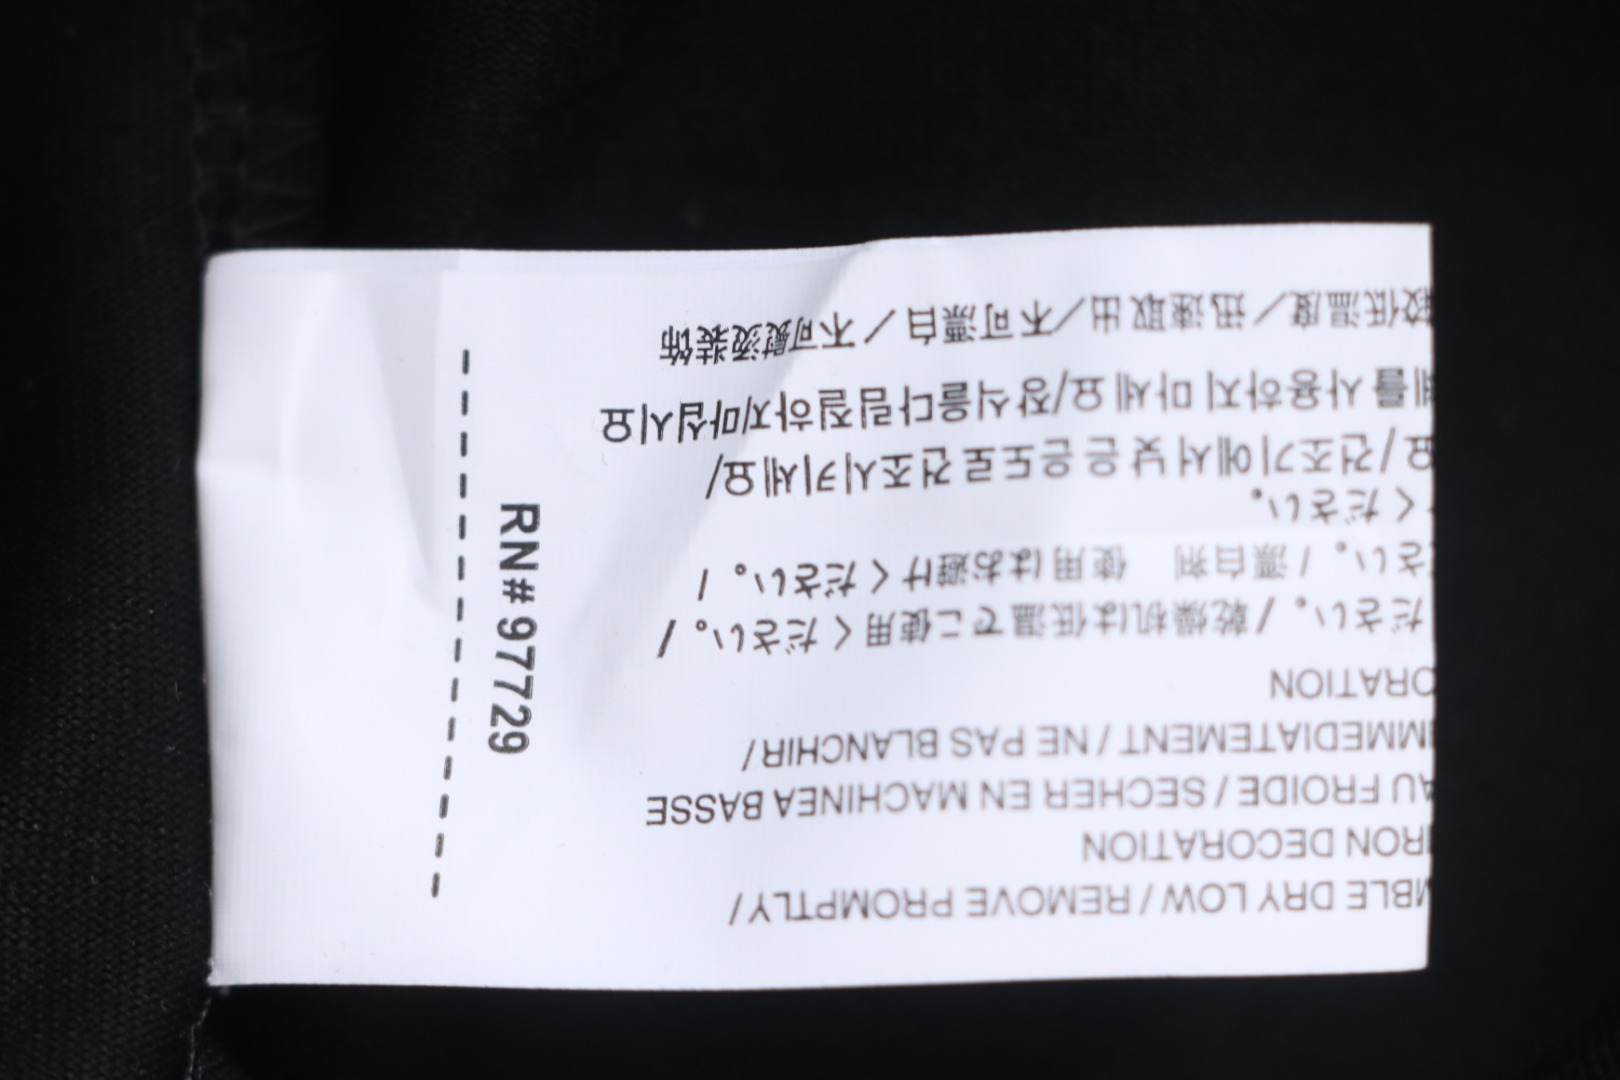 MBLE DRY LOW / REMOVE PROMPTLY/
IRON DECORATION
AU FROIDE / SECHER EN MACHINEA BASSE
IMMEDIATEMENT / NE PAS BLANCHIR/
ORATION
ださい。/乾燥机は低温でご使用ください。/
さい。/漂白剤 使用はお避けください。/
ください。
요/건조기에서 낮은온도로건조시키세요/
제를 사용하지 마세요/장식을다림질하지마십시오
较低温度/迅速取出/不可漂白/不可熨烫装饰
RN#97729